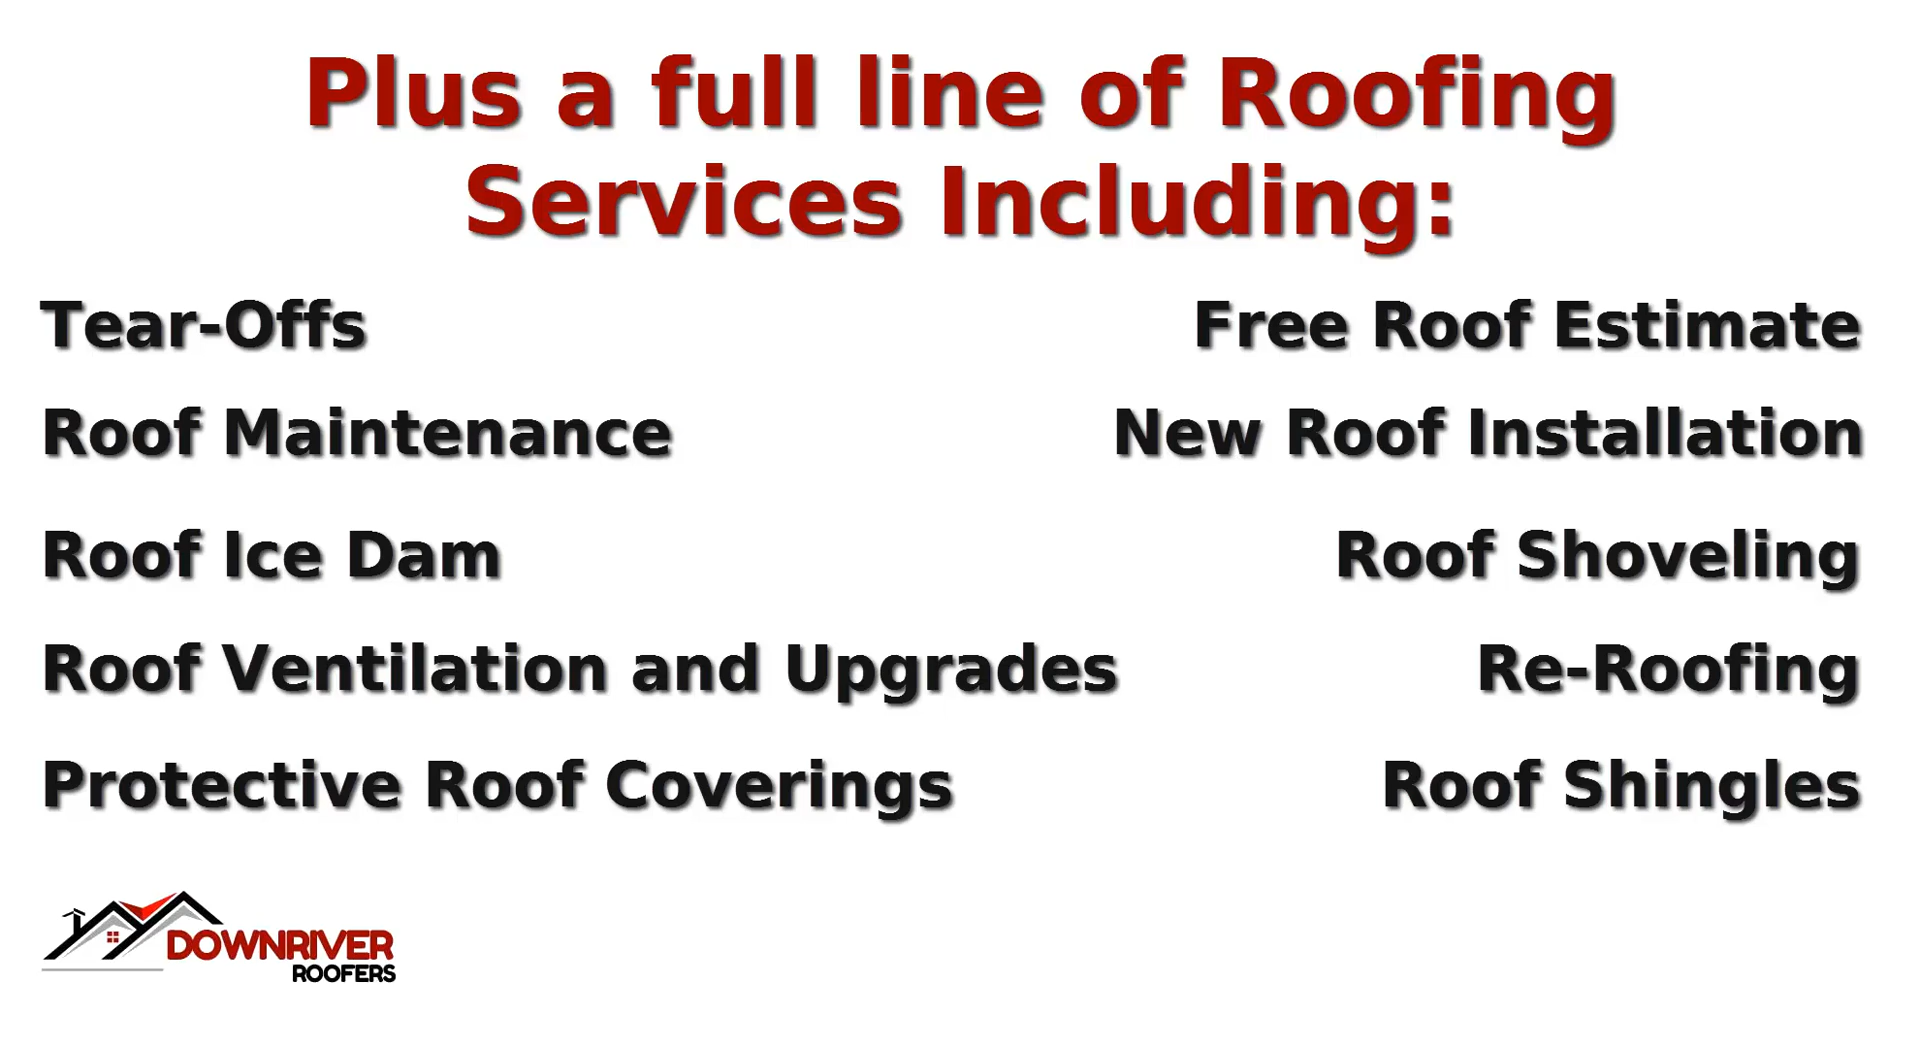 Plus a full line of Roofing
Services Including:
Tear-Offs
Free Roof Estimate
Roof Maintenance
New Roof Installation
Roof Ice Dam
Roof Shoveling
Roof Ventilation and Upgrades
Re-Roofing
Protective Roof Coverings
Roof Shingles
DOWNRIVER
ROOFERS